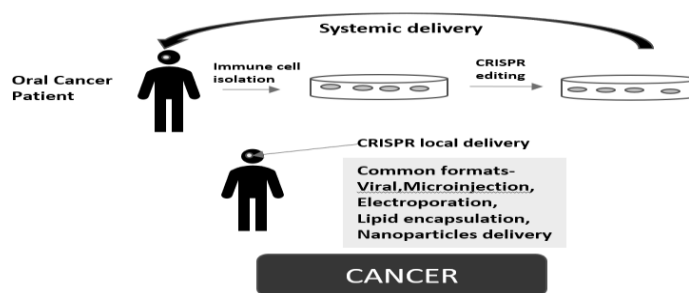 Systemic delivery
Oral Cancer
Patient
Immune cell
isolation
CRISPR
editing
CRISPR local delivery
Common formats-
Viral,Microinjection,
Electroporation,
Lipid encapsulation,
Nanoparticles delivery
CANCER